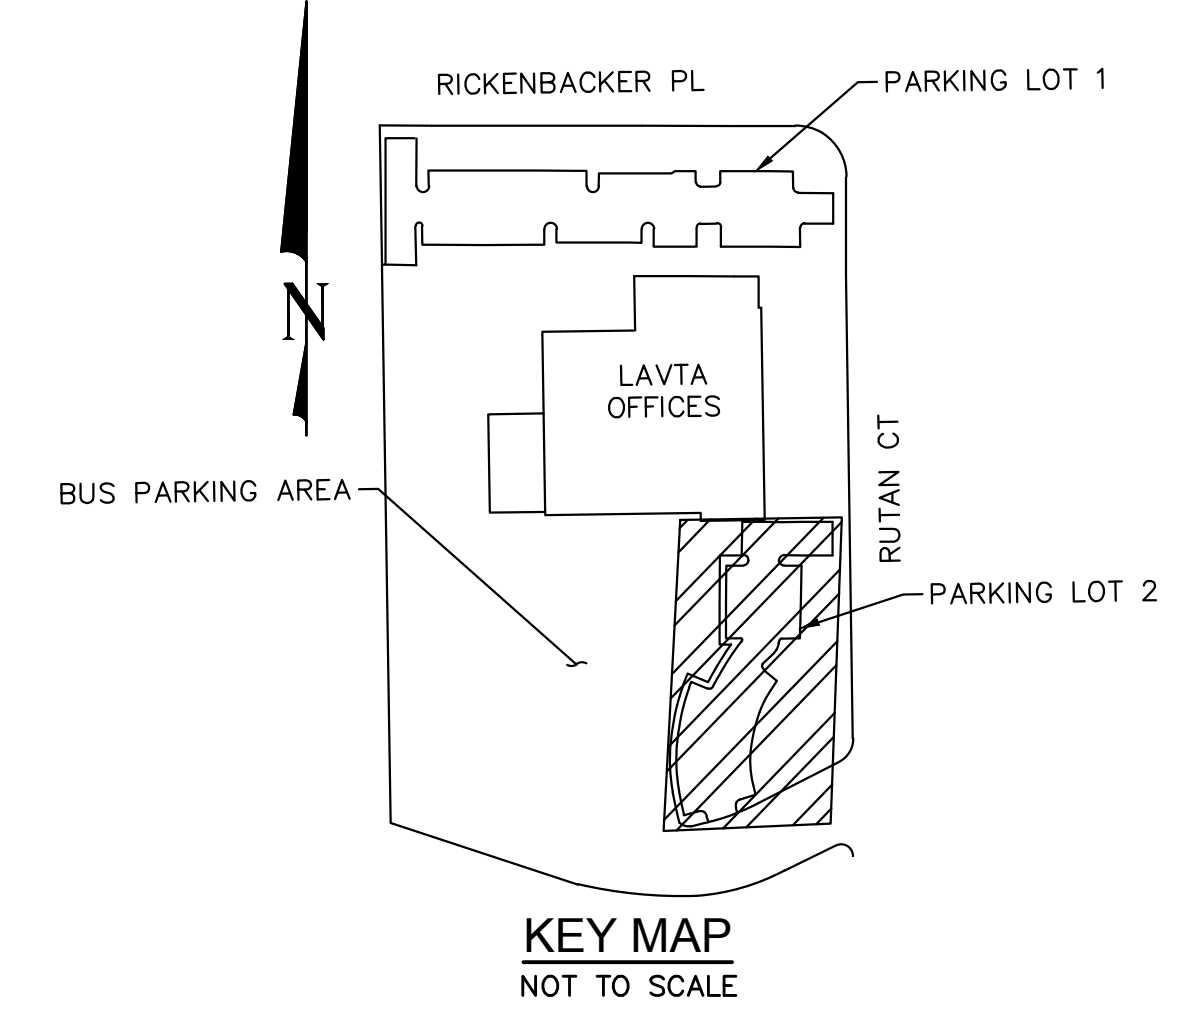 RICKENBACKER PL
PARKING LOT 1
N
LAVTA
OFFICES
RUTAN CT
BUS PARKING AREA
PARKING LOT 2
KEY MAP
NOT TO SCALE